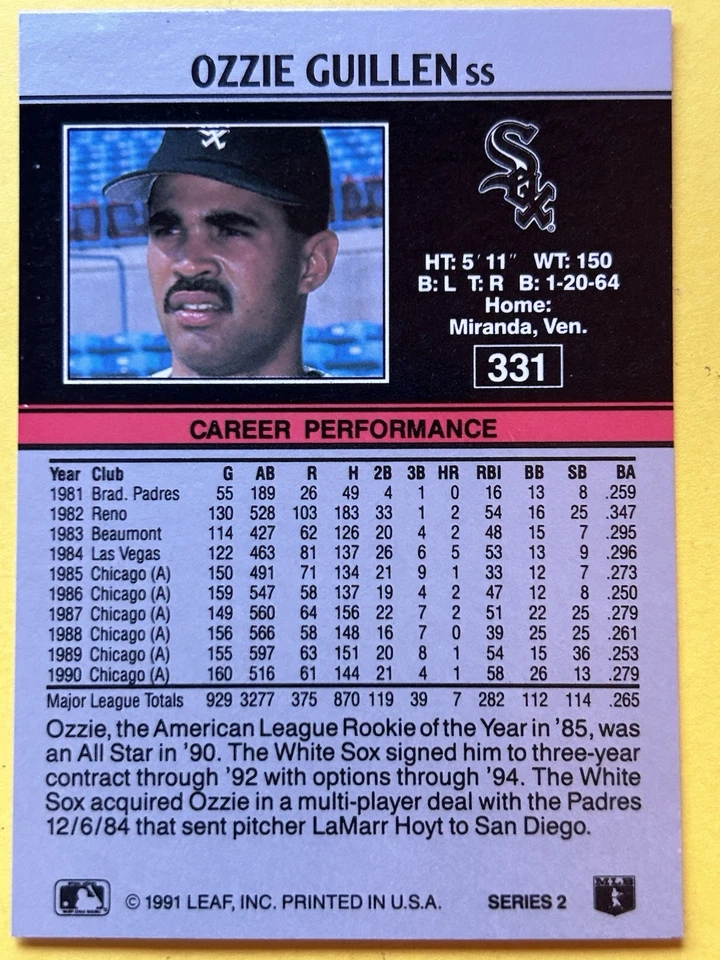 OZZIE GUILLEN SS
Sox
HT: 5'11" WT: 150
B: L T: R B: 1-20-64
Home:
Miranda, Ven.
331
CAREER PERFORMANCE
Year Club G AB R H 2B 3B HR RBI BB SB BA
1981 Brad. Padres 55 189 26 49 4 1 0 16 13 8 .259
1982 Reno 130 528 103 183 33 1 2 54 16 25 .347
1983 Beaumont 114 427 62 126 20 4 2 48 15 7 .295
1984 Las Vegas 122 463 81 137 26 6 5 53 13 9 .296
1985 Chicago (A) 150 491 71 134 21 9 1 33 12 7 .273
1986 Chicago (A) 159 547 58 137 19 4 2 47 12 8 .250
1987 Chicago (A) 149 560 64 156 22 7 2 51 22 25 .279
1988 Chicago (A) 156 566 58 148 16 7 0 39 25 25 .261
1989 Chicago (A) 155 597 63 151 20 8 1 54 15 36 .253
1990 Chicago (A) 160 516 61 144 21 4 1 58 26 13 .279
Major League Totals 929 3277 375 870 119 39 7 282 112 114 .265
Ozzie, the American League Rookie of the Year in '85, was
an All Star in '90. The White Sox signed him to three-year
contract through '92 with options through '94. The White
Sox acquired Ozzie in a multi-player deal with the Padres
12/6/84 that sent pitcher LaMarr Hoyt to San Diego.
© 1991 LEAF, INC. PRINTED IN U.S.A. SERIES 2
MLB